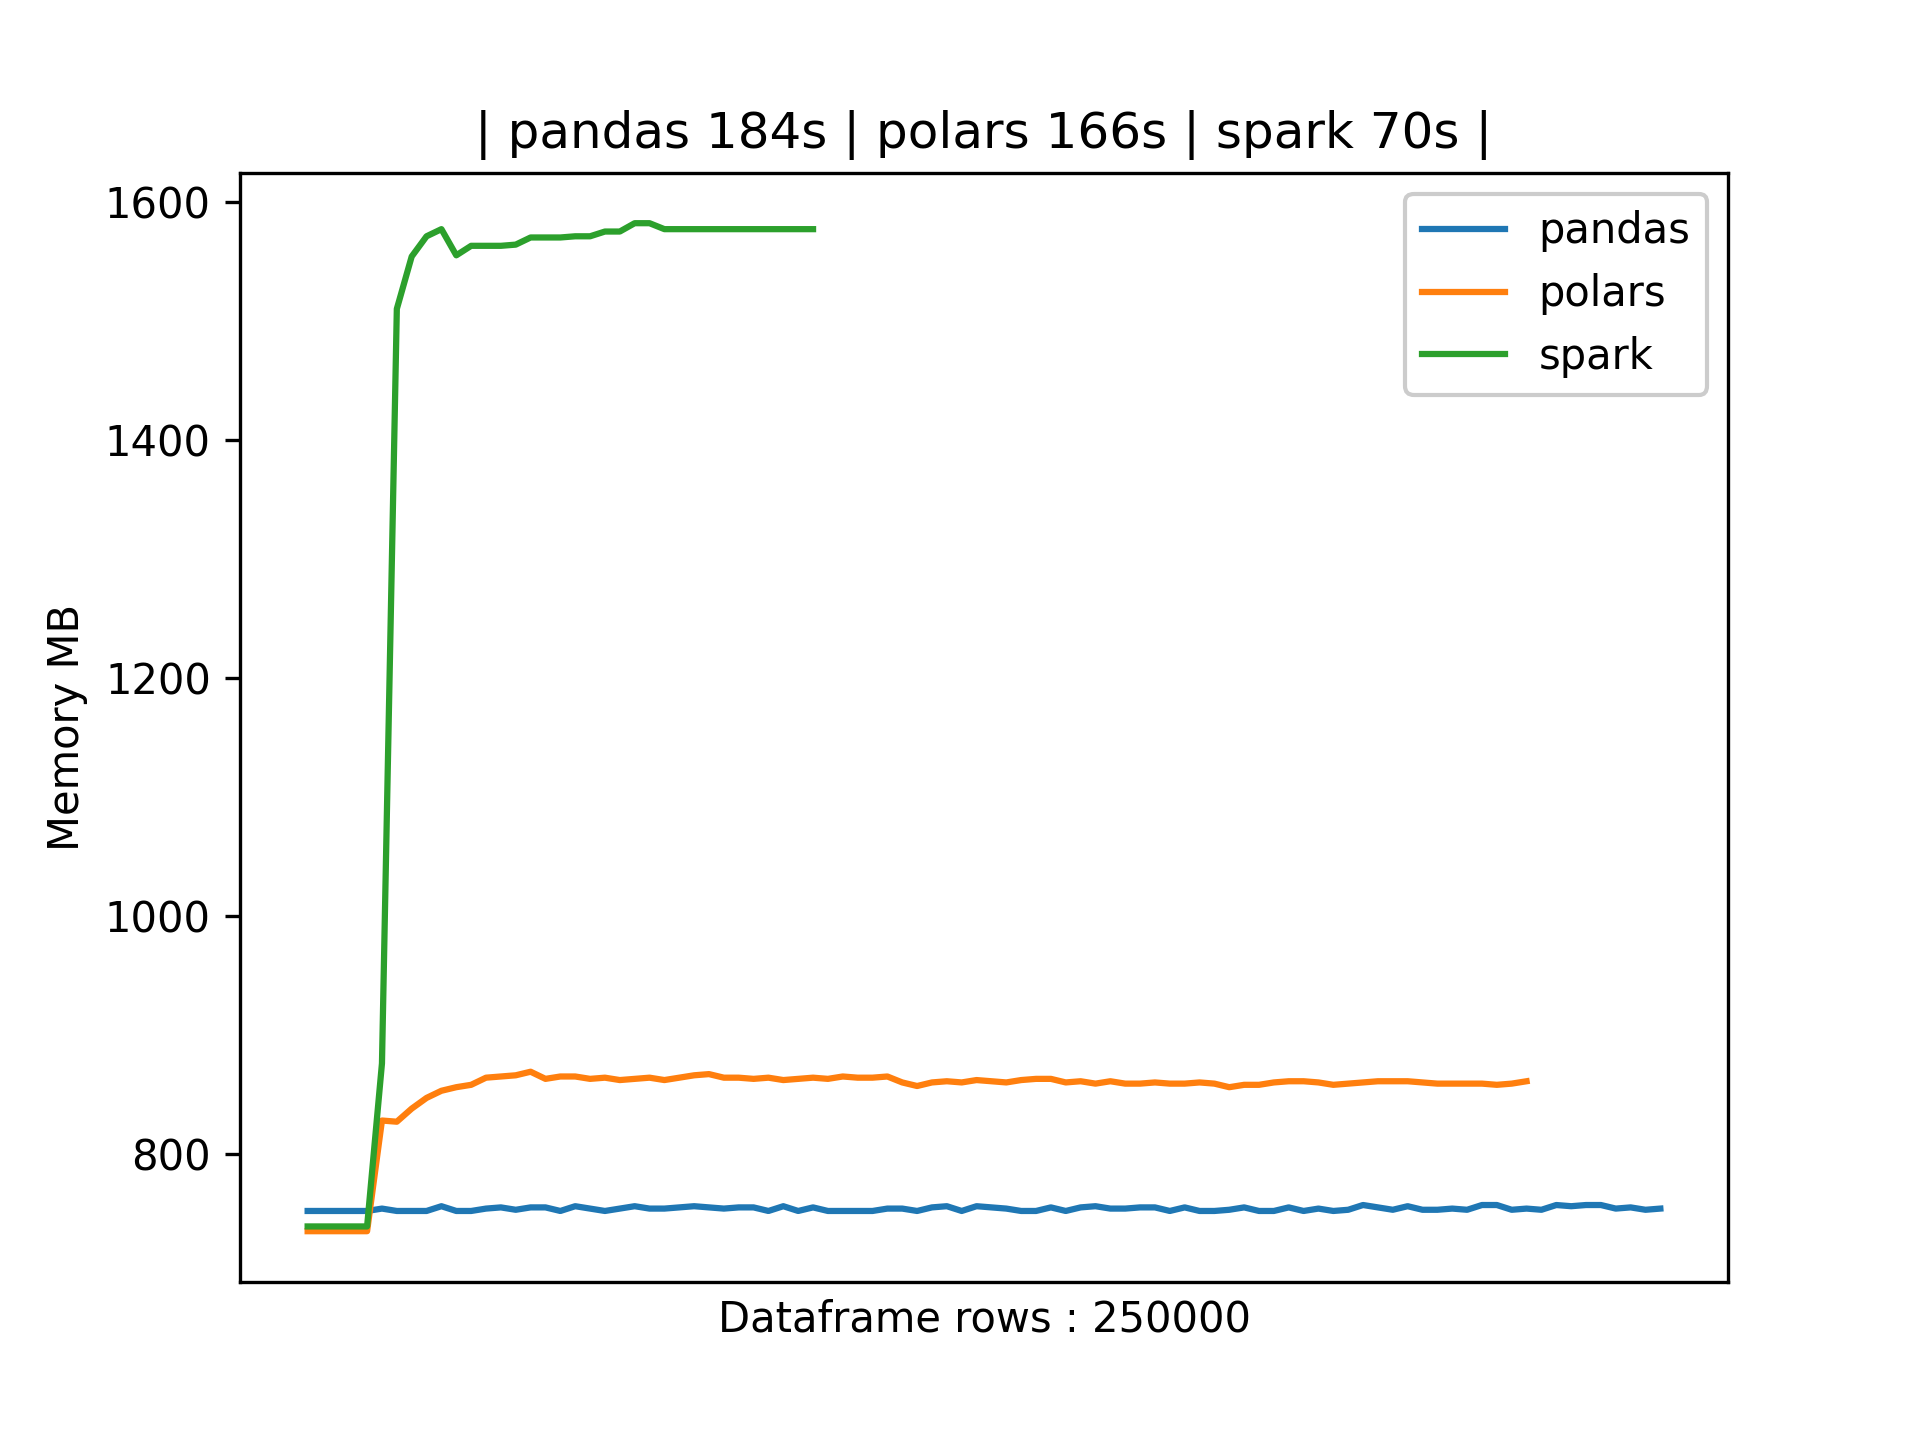 | pandas 184s | polars 166s | spark 70s |
1600
1400
1200
1000
800
Memory MB
pandas
polars
spark
Dataframe rows : 250000